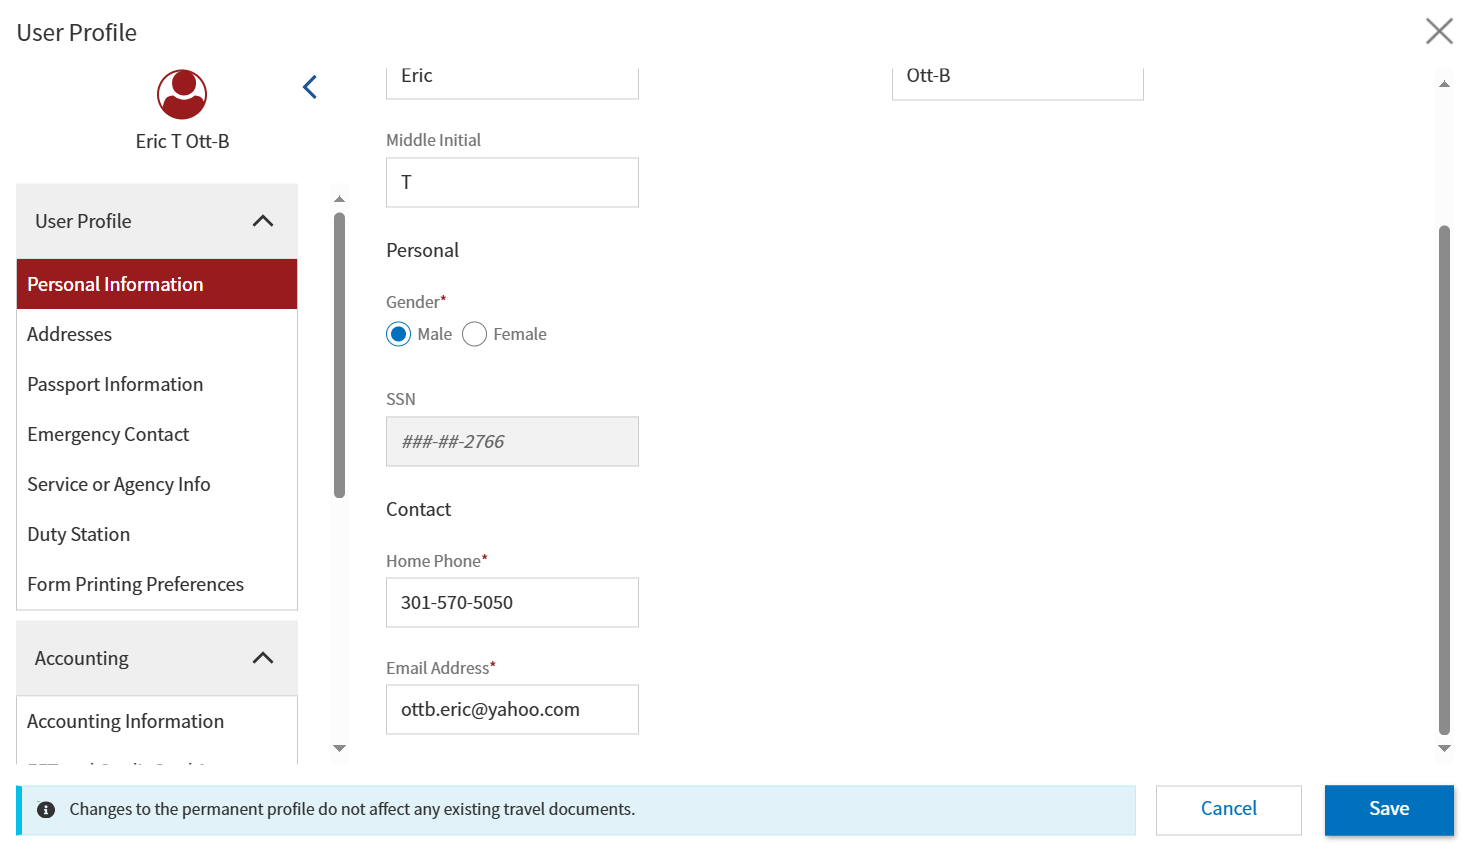 User Profile
Eric T Ott-B
User Profile
Personal Information
Addresses
Passport Information
Emergency Contact
Service or Agency Info
Duty Station
Form Printing Preferences
Accounting
Accounting Information
Eric
Ott-B
Middle Initial
T
Personal
Gender*
Male Female
SSN
###-##-2766
Contact
Home Phone*
301-570-5050
Email Address*
ottb.eric@yahoo.com
Changes to the permanent profile do not affect any existing travel documents.
Cancel
Save